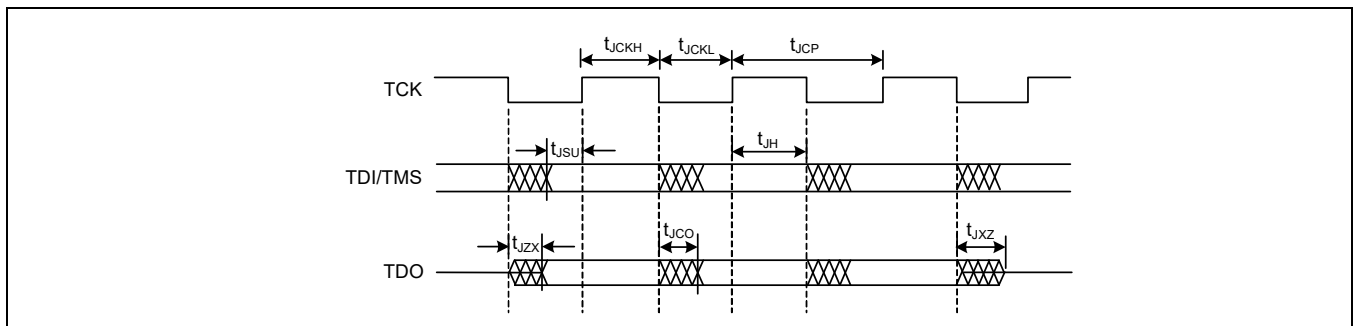 tJCKH tJCKL tJCP
TCK
tJSU tJH
TDI/TMS
tJZX tJCO tJXZ
TDO